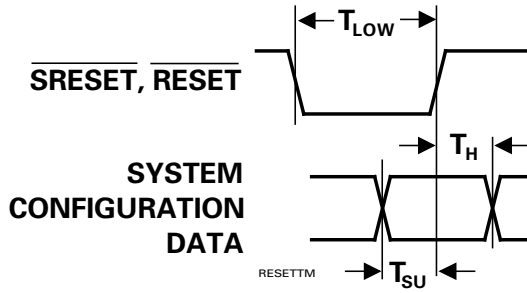 T_LOW
SRESET, RESET
T_H
SYSTEM
CONFIGURATION
DATA
RESETTM
T_SU